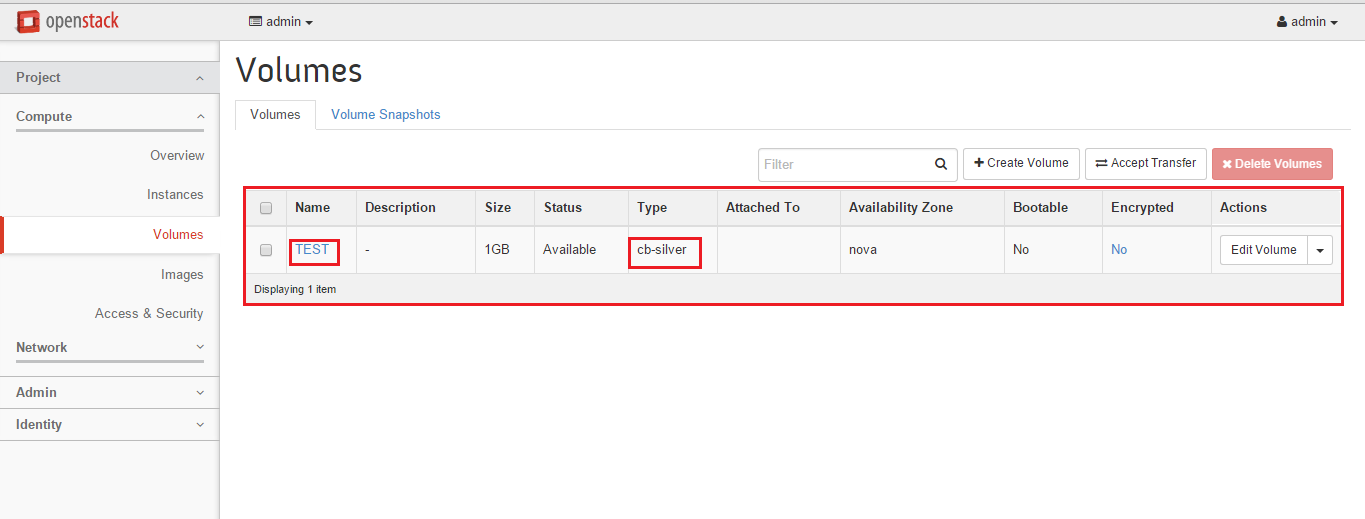 openstack
admin
admin
Project
Compute
Overview
Instances
Volumes
Images
Access & Security
Network
Admin
Identity
Volumes
Volumes Volume Snapshots
Filter Create Volume Accept Transfer Delete Volumes
Name Description Size Status Type Attached To Availability Zone Bootable Encrypted Actions
TEST - 1GB Available cb-silver nova No No Edit Volume
Displaying 1 item